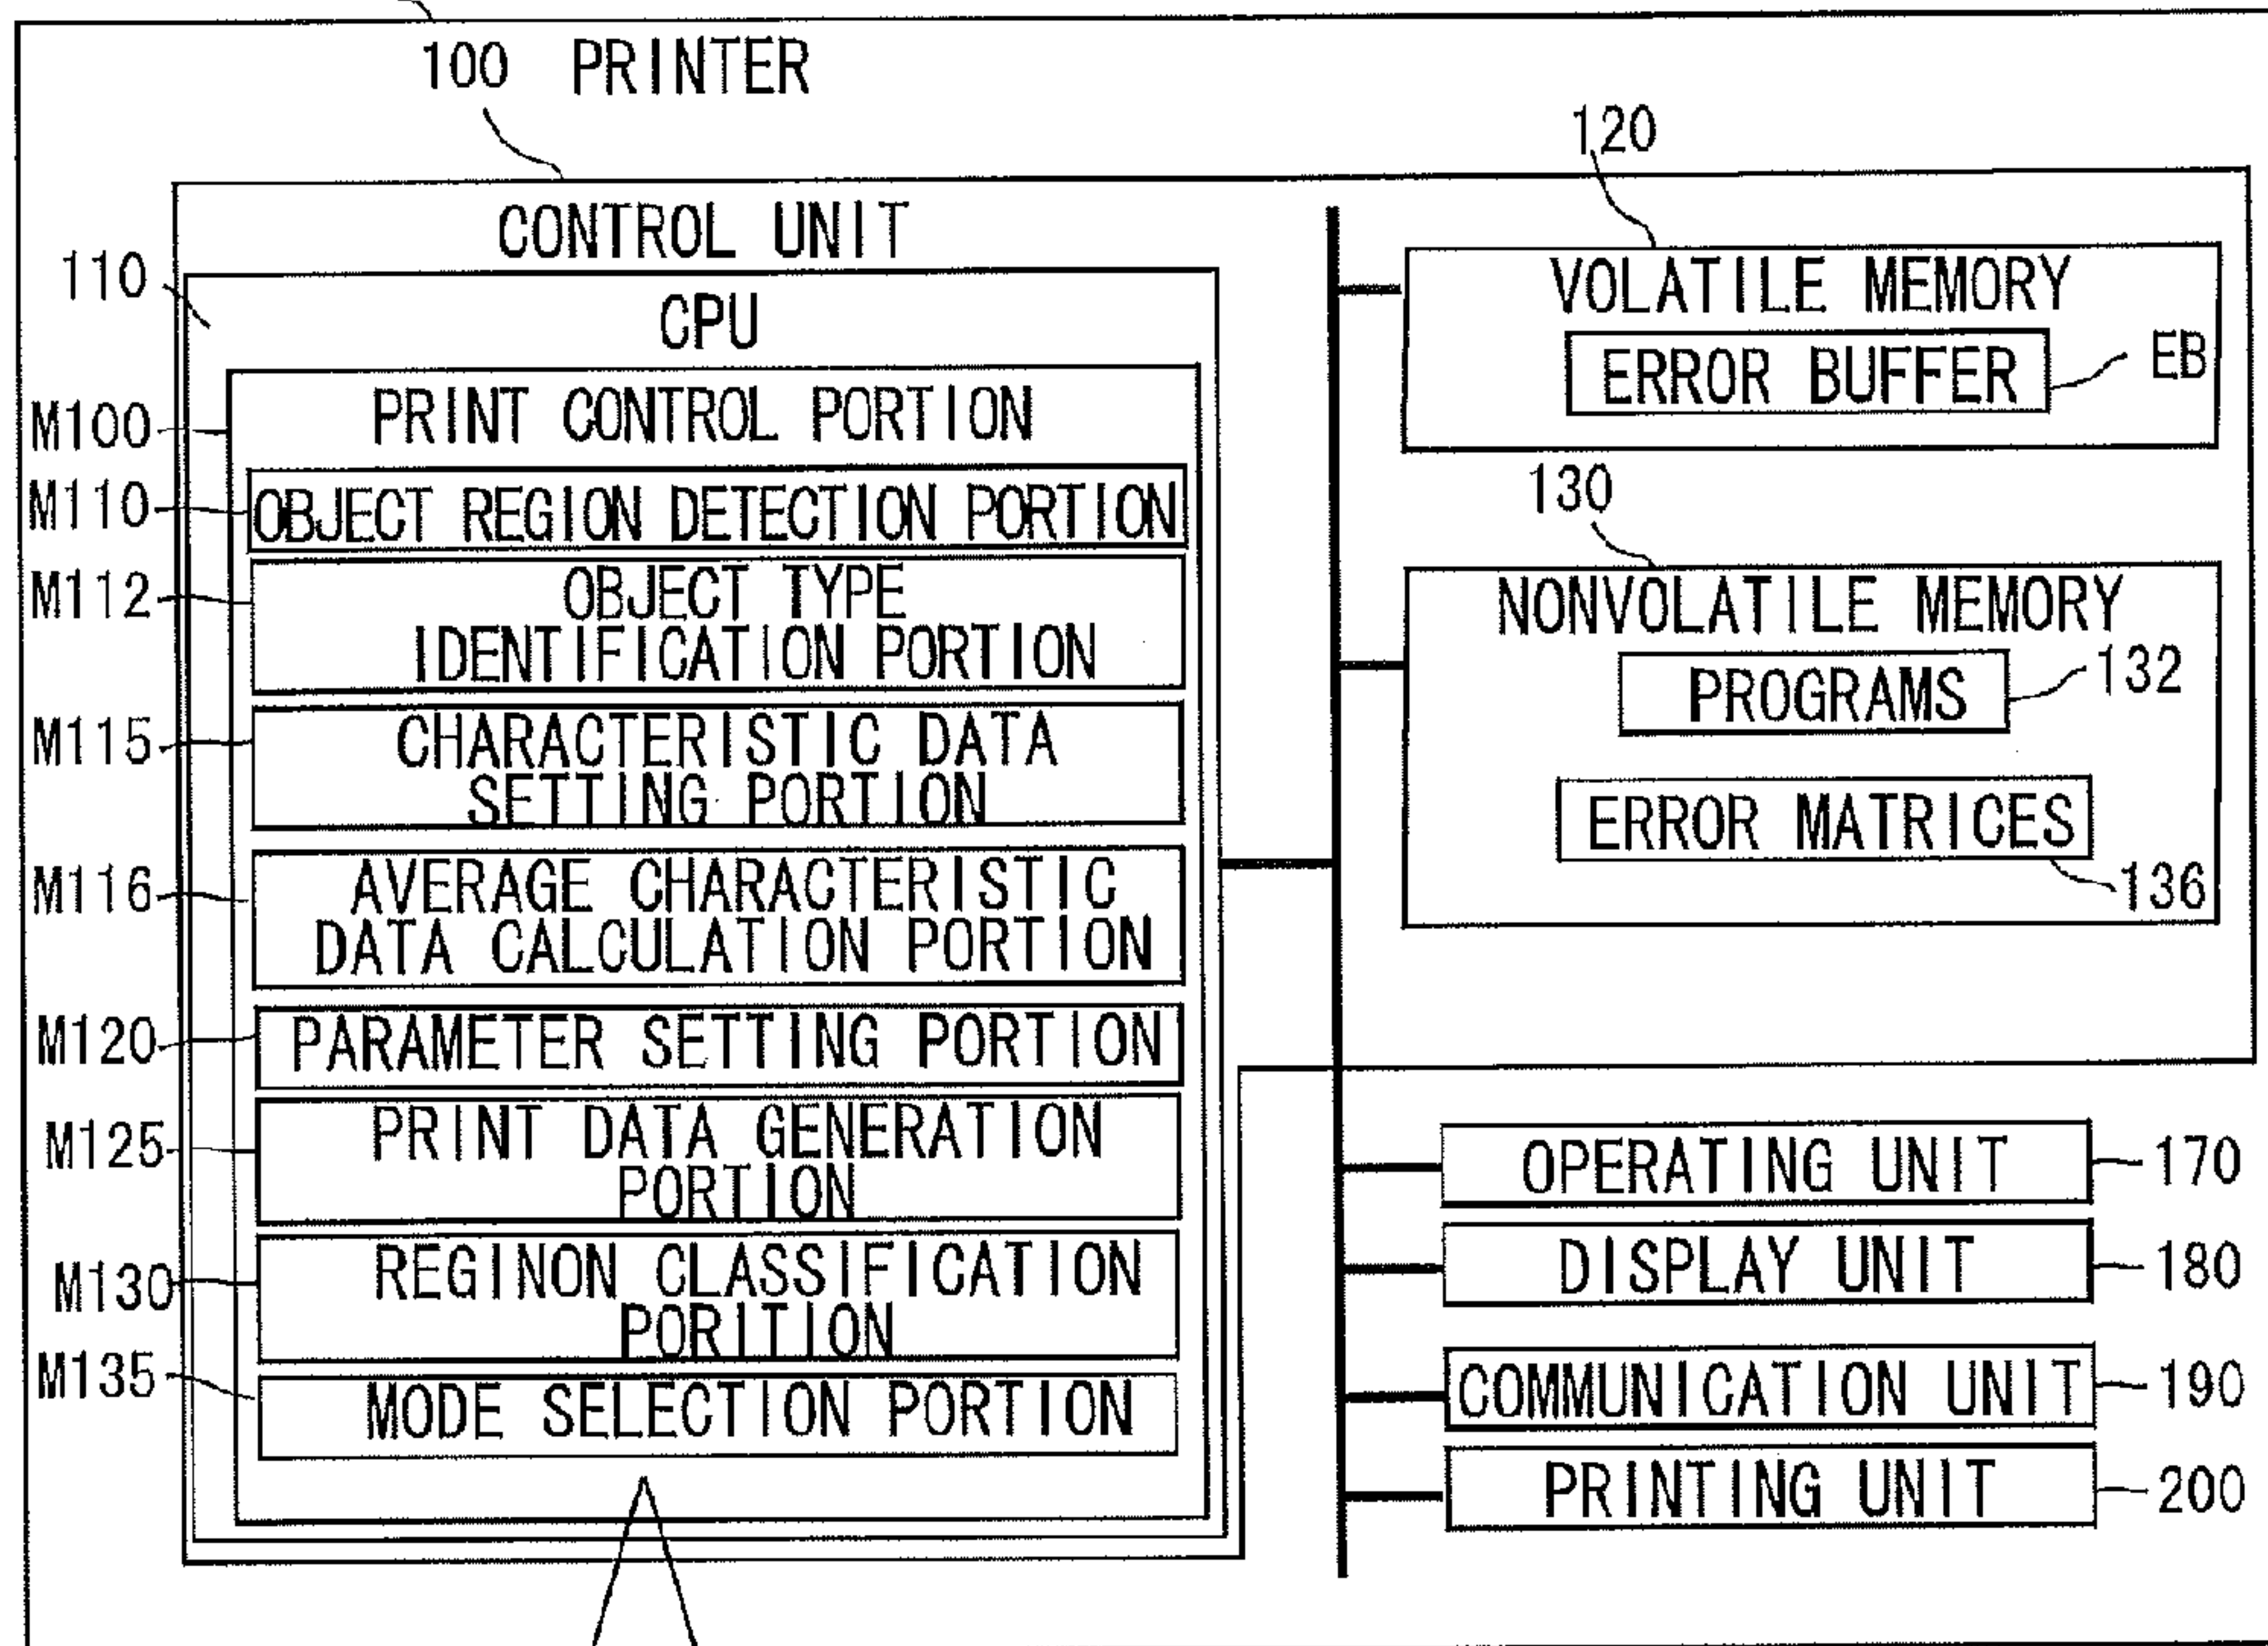 100 PRINTER
120
CONTROL UNIT
110
CPU
VOLATILE MEMORY
ERROR BUFFER
EB
M100
PRINT CONTROL PORTION
M110
OBJECT REGION DETECTION PORTION
130
M112
OBJECT TYPE
IDENTIFICATION PORTION
NONVOLATILE MEMORY
PROGRAMS
132
M115
CHARACTERISTIC DATA
SETTING PORTION
ERROR MATRICES
136
M116
AVERAGE CHARACTERISTIC
DATA CALCULATION PORTION
M120
PARAMETER SETTING PORTION
M125
PRINT DATA GENERATION
PORTION
OPERATING UNIT
170
M130
REGINON CLASSIFICATION
PORITION
DISPLAY UNIT
180
M135
MODE SELECTION PORTION
COMMUNICATION UNIT
190
PRINTING UNIT
200